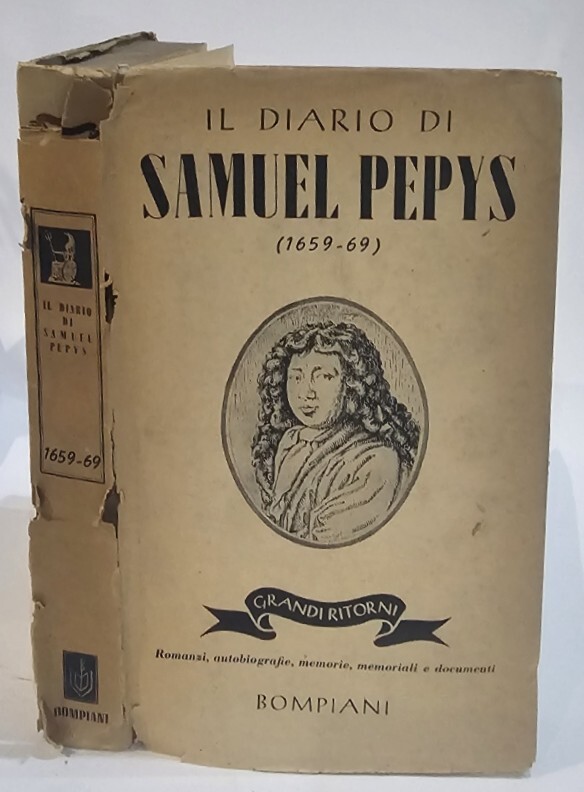 IL DIARIO DI
SAMUEL PEPYS
(1659-69)
GRANDI RITORNI
Romanzi, autobiografie, memorie, memoriali e documenti
BOMPIANI
IL DIARIO
DI
SAMUEL
PEPYS
1659-69
BOMPIANI